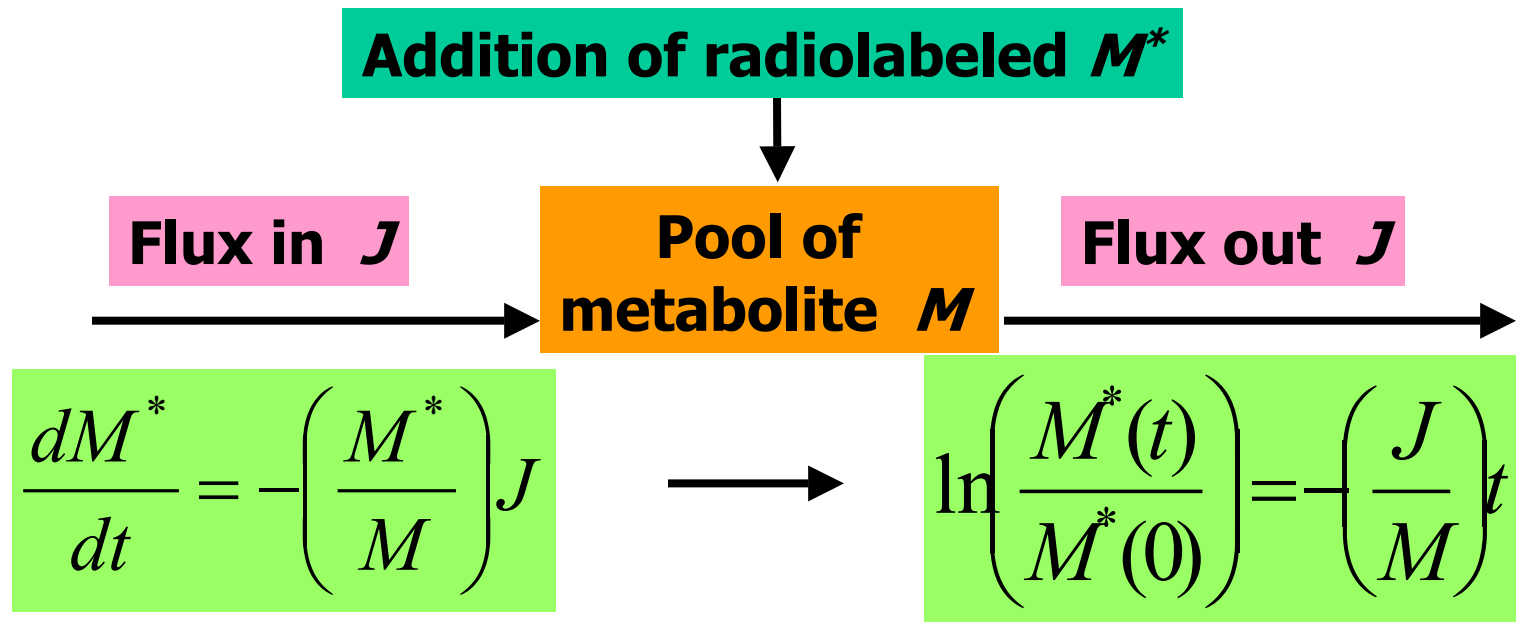 Addition of radiolabeled M*
Flux in J
Pool of
metabolite M
Flux out J
dM*/dt = -(M*/M)J
ln(M*(t)/M*(0)) = -(J/M)t